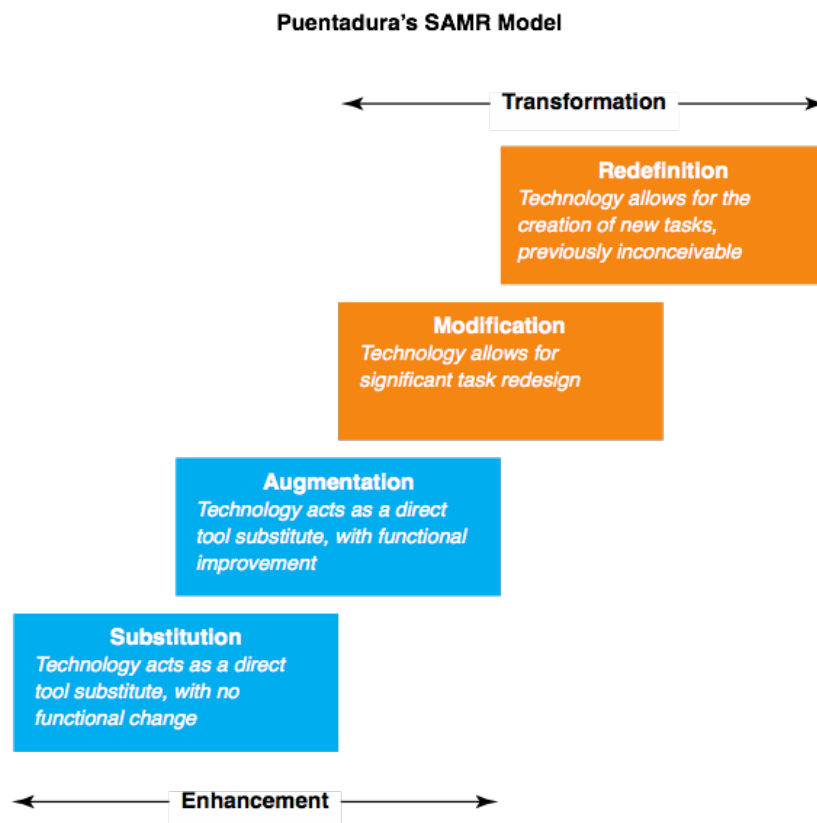 Puentadura’s SAMR Model
Transformation
Redefinition
Technology allows for the
creation of new tasks,
previously inconceivable
Modification
Technology allows for
significant task redesign
Augmentation
Technology acts as a direct
tool substitute, with functional
improvement
Substitution
Technology acts as a direct
tool substitute, with no
functional change
Enhancement